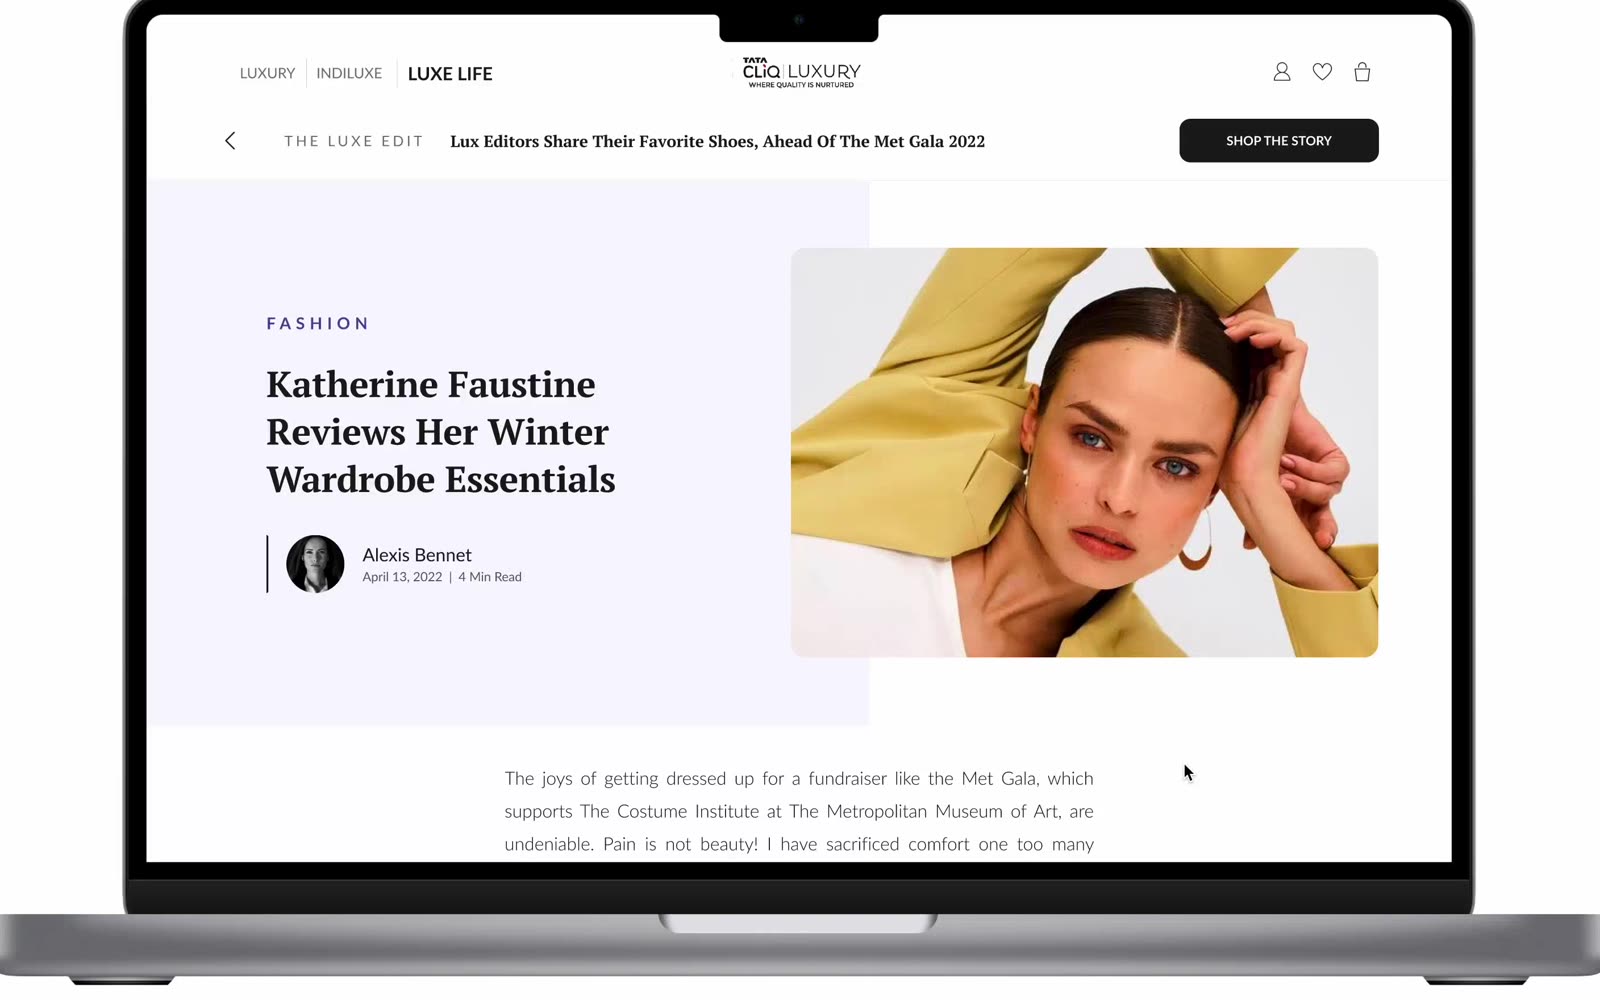 LUXURY
INDILUXE
LUXE LIFE
TATA
CLiQ LUXURY
WHERE QUALITY IS NURTURED
THE LUXE EDIT
Lux Editors Share Their Favorite Shoes, Ahead Of The Met Gala 2022
SHOP THE STORY
FASHION
Katherine Faustine
Reviews Her Winter
Wardrobe Essentials
Alexis Bennet
April 13, 2022 | 4 Min Read
The joys of getting dressed up for a fundraiser like the Met Gala, which
supports The Costume Institute at The Metropolitan Museum of Art, are
undeniable. Pain is not beauty! I have sacrificed comfort one too many